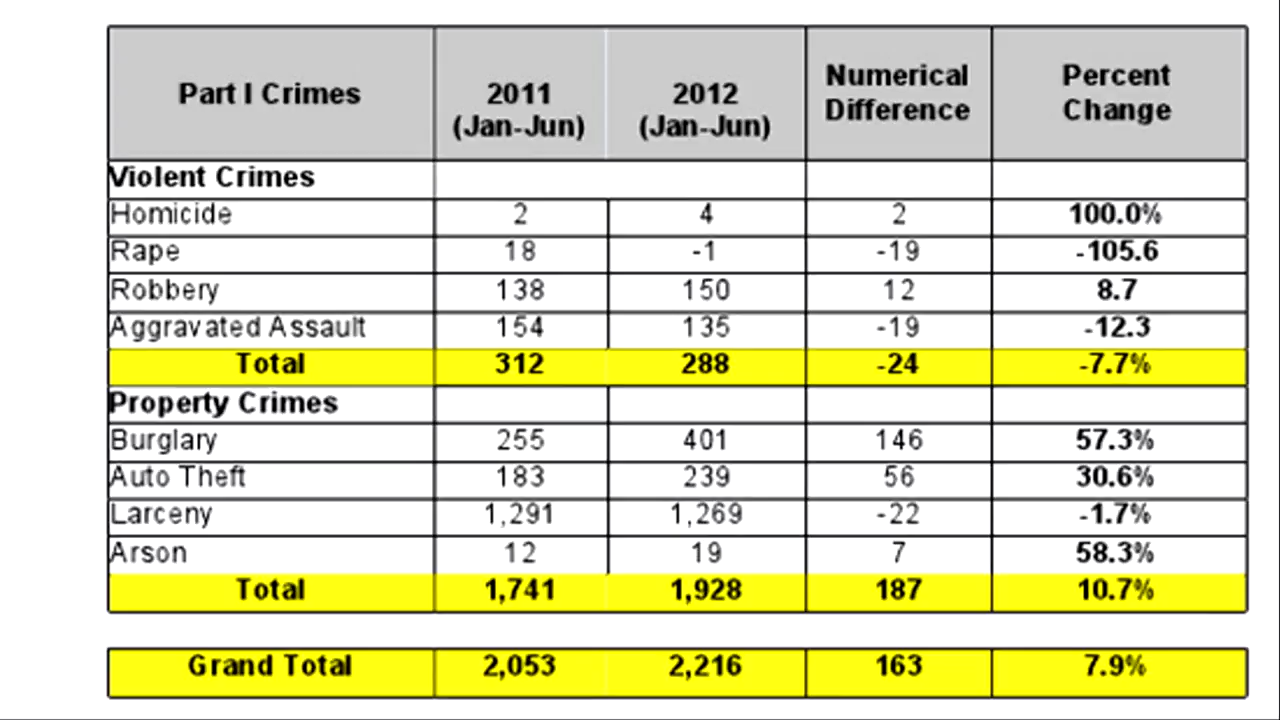 Part I Crimes 2011 (Jan-Jun) 2012 (Jan-Jun) Numerical Difference Percent Change
Violent Crimes
Homicide 2 4 2 100.0%
Rape 18 -1 -19 -105.6
Robbery 138 150 12 8.7
Aggravated Assault 154 135 -19 -12.3
Total 312 288 -24 -7.7%
Property Crimes
Burglary 255 401 146 57.3%
Auto Theft 183 239 56 30.6%
Larceny 1,291 1,269 -22 -1.7%
Arson 12 19 7 58.3%
Total 1,741 1,928 187 10.7%
Grand Total 2,053 2,216 163 7.9%